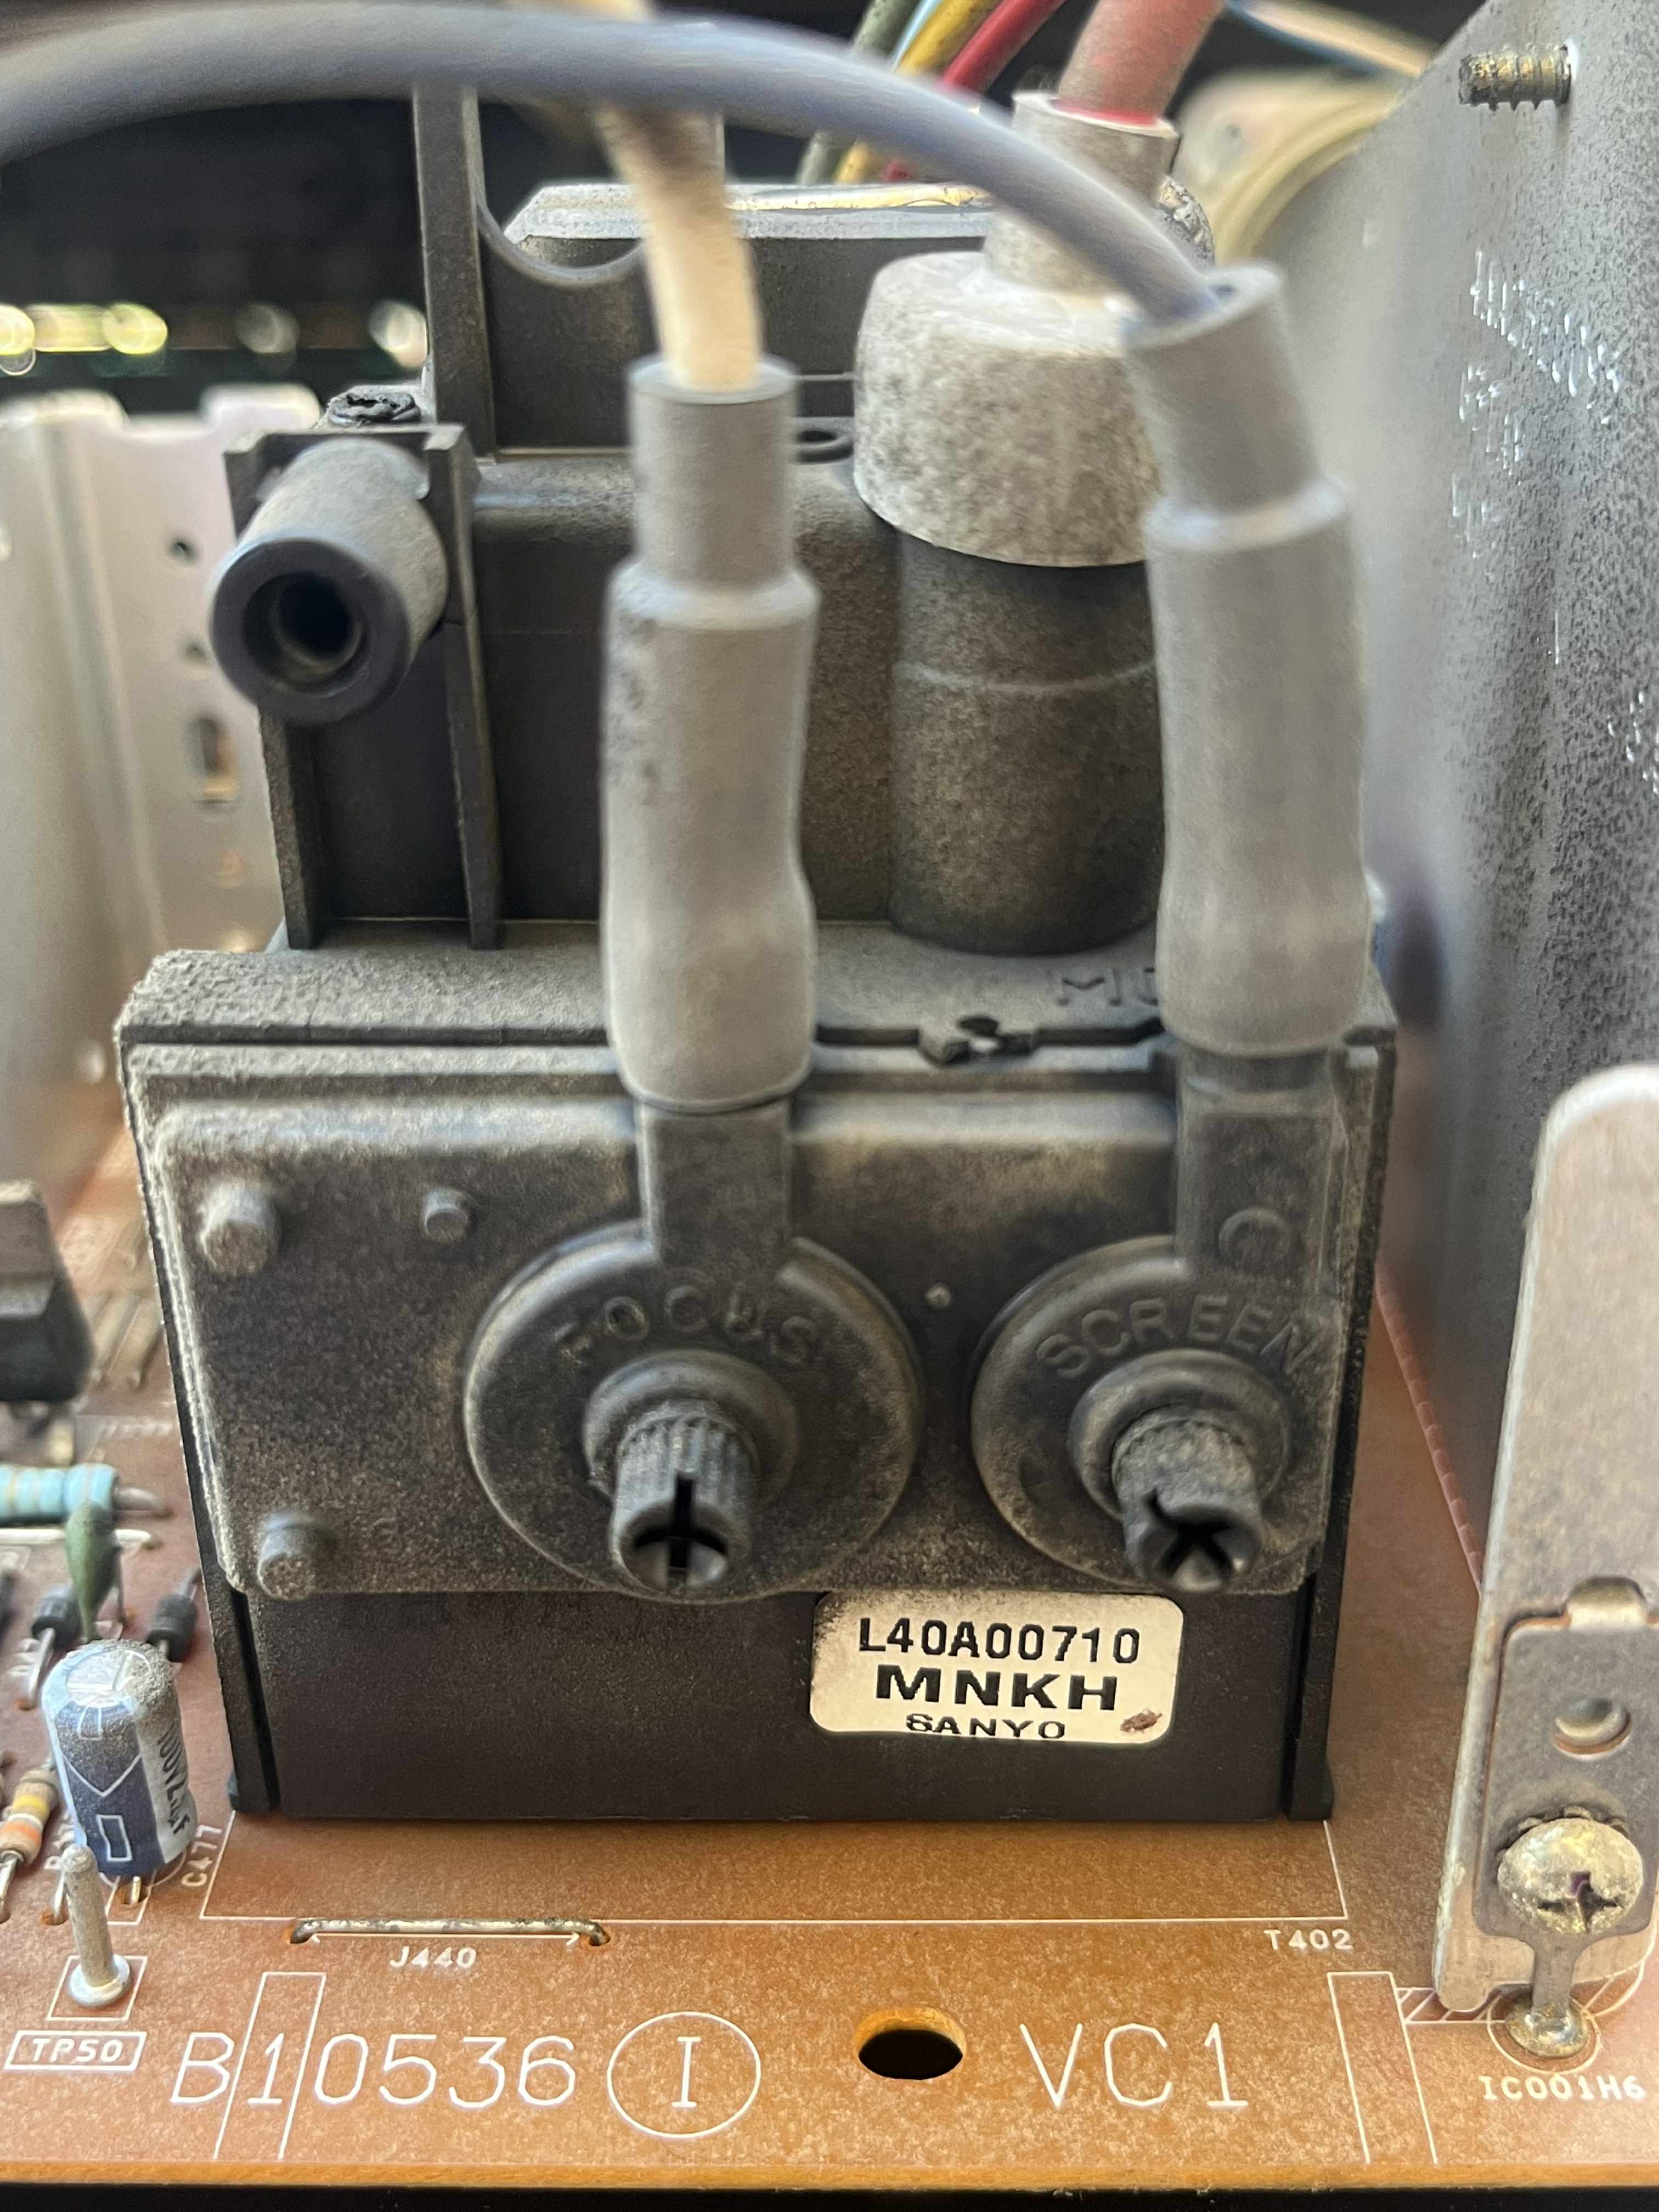 FOCUS
SCREEN
L40A00710
MNKH
SANYO
C477
J440
T402
TP50
B10536 I VC1
IC001H6